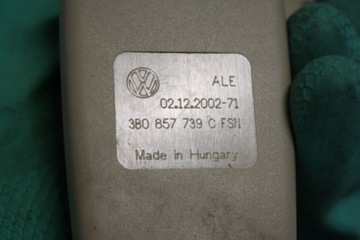 ALE
02.12.2002-71
3B0 857 739 C FSN
Made in Hungary